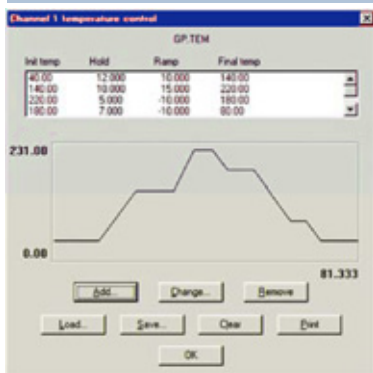 Channel 1 temperature control
GP.TEM
Init temp Hold Ramp Final temp
40.00 12.000 10.000 140.00
140.00 10.000 15.000 220.00
220.00 5.000 -10.000 180.00
180.00 7.000 -10.000 80.00
231.00
0.00
81.333
Add... Change... Remove
Load... Save... Clear Print
OK